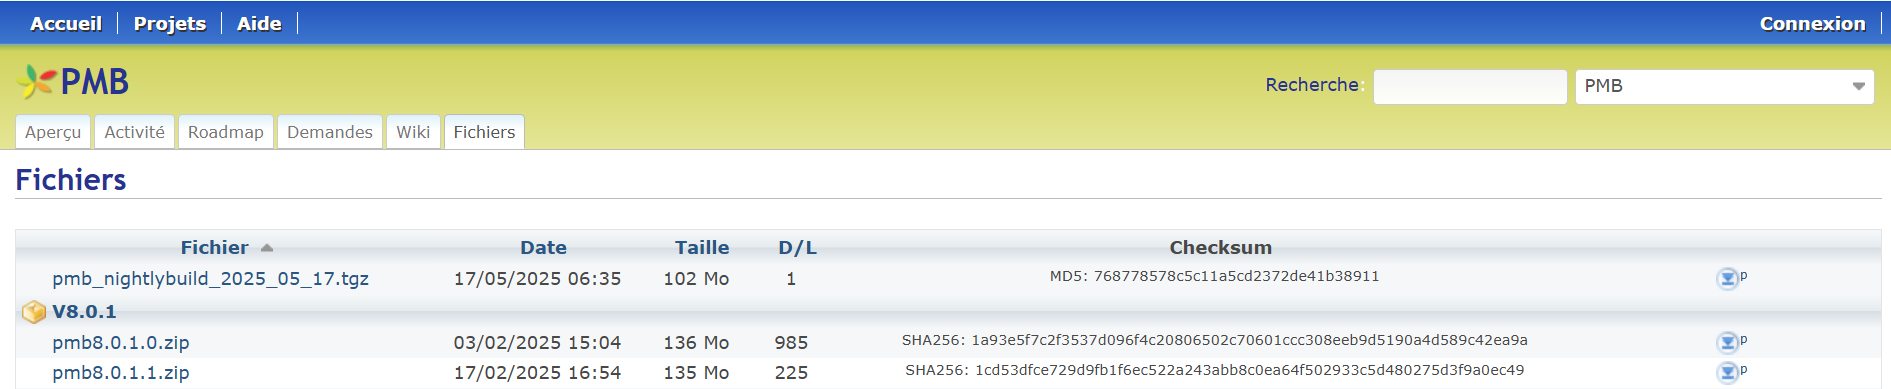 Accueil Projets Aide Connexion
PMB
Recherche: PMB
Aperçu Activité Roadmap Demandes Wiki Fichiers
Fichiers
Fichier Date Taille D/L Checksum
pmb_nightlybuild_2025_05_17.tgz 17/05/2025 06:35 102 Mo 1 MD5: 768778578c5c11a5cd2372de41b38911 p
V8.0.1
pmb8.0.1.0.zip 03/02/2025 15:04 136 Mo 985 SHA256: 1a93e5f7c2f3537d096f4c20806502c70601ccc308eeb9d5190a4d589c42ea9a p
pmb8.0.1.1.zip 17/02/2025 16:54 135 Mo 225 SHA256: 1cd53dfce729d9fb1f6ec522a243abb8c0ea64f502933c5d480275d3f9a0ec49 p